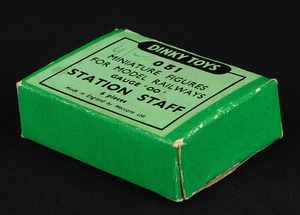 DINKY TOYS
051
MINIATURE FIGURES
FOR MODEL RAILWAYS
GAUGE 'OO'
STATION STAFF
6 pieces
Made in England by Meccano Ltd